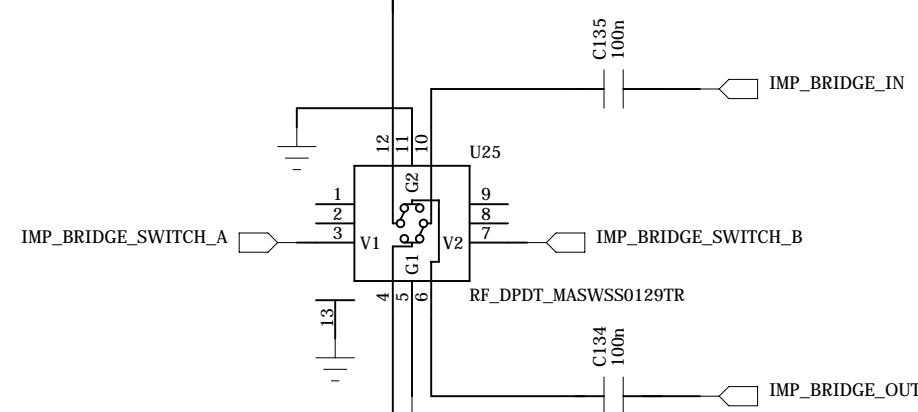 C135
100n
IMP_BRIDGE_IN
12
11
10
U25
G2
1
9
2
8
IMP_BRIDGE_SWITCH_A
3
V1
V2
7
IMP_BRIDGE_SWITCH_B
G1
4
5
6
RF_DPDT_MASWSS0129TR
13
C134
100n
IMP_BRIDGE_OUT